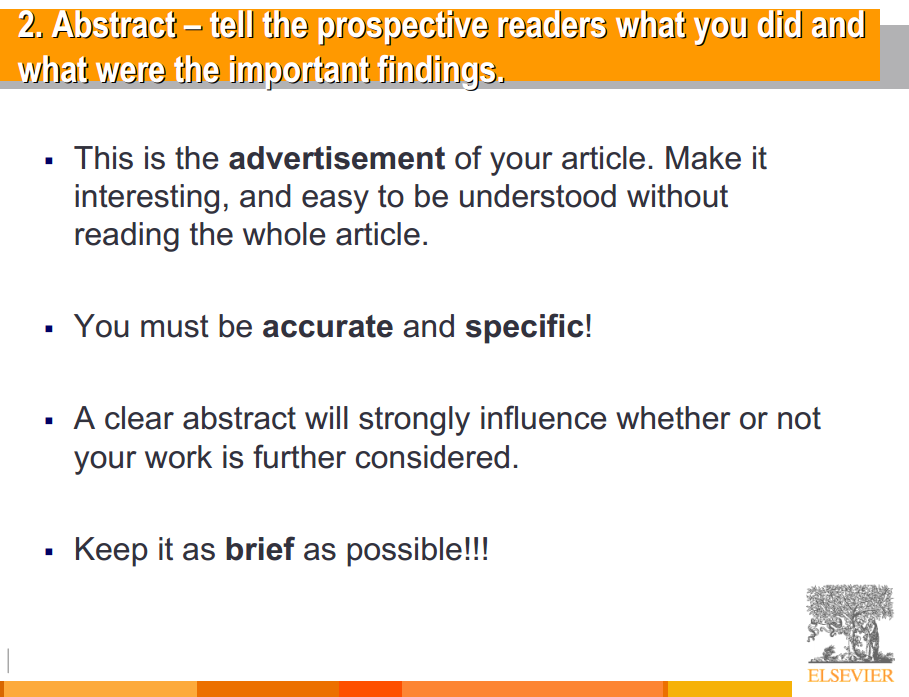 2. Abstract – tell the prospective readers what you did and
what were the important findings.
▪ This is the advertisement of your article. Make it
interesting, and easy to be understood without
reading the whole article.
▪ You must be accurate and specific!
▪ A clear abstract will strongly influence whether or not
your work is further considered.
▪ Keep it as brief as possible!!!
ELSEVIER